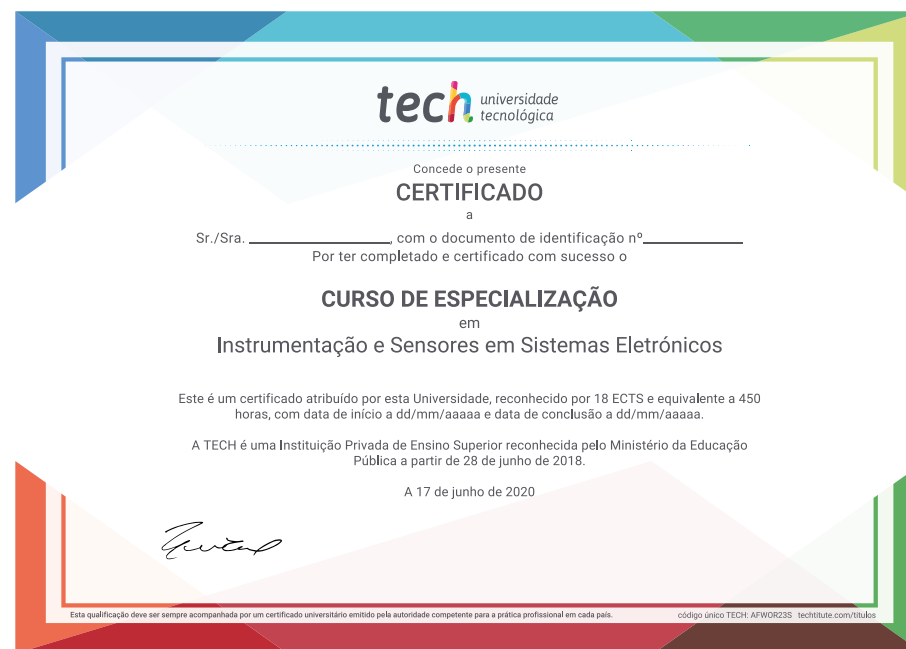 tech universidade
tecnológica
Concede o presente
CERTIFICADO
a
Sr./Sra. ________________, com o documento de identificação nº____________
Por ter completado e certificado com sucesso o
CURSO DE ESPECIALIZAÇÃO
em
Instrumentação e Sensores em Sistemas Eletrónicos
Este é um certificado atribuído por esta Universidade, reconhecido por 18 ECTS e equivalente a 450
horas, com data de início a dd/mm/aaaaa e data de conclusão a dd/mm/aaaaa.
A TECH é uma Instituição Privada de Ensino Superior reconhecida pelo Ministério da Educação
Pública a partir de 28 de junho de 2018.
A 17 de junho de 2020
Esta qualificação deve ser sempre acompanhada por um certificado universitário emitido pela autoridade competente para a prática profissional em cada país.
código único TECH: AFWOR23S techtitute.com/titulos